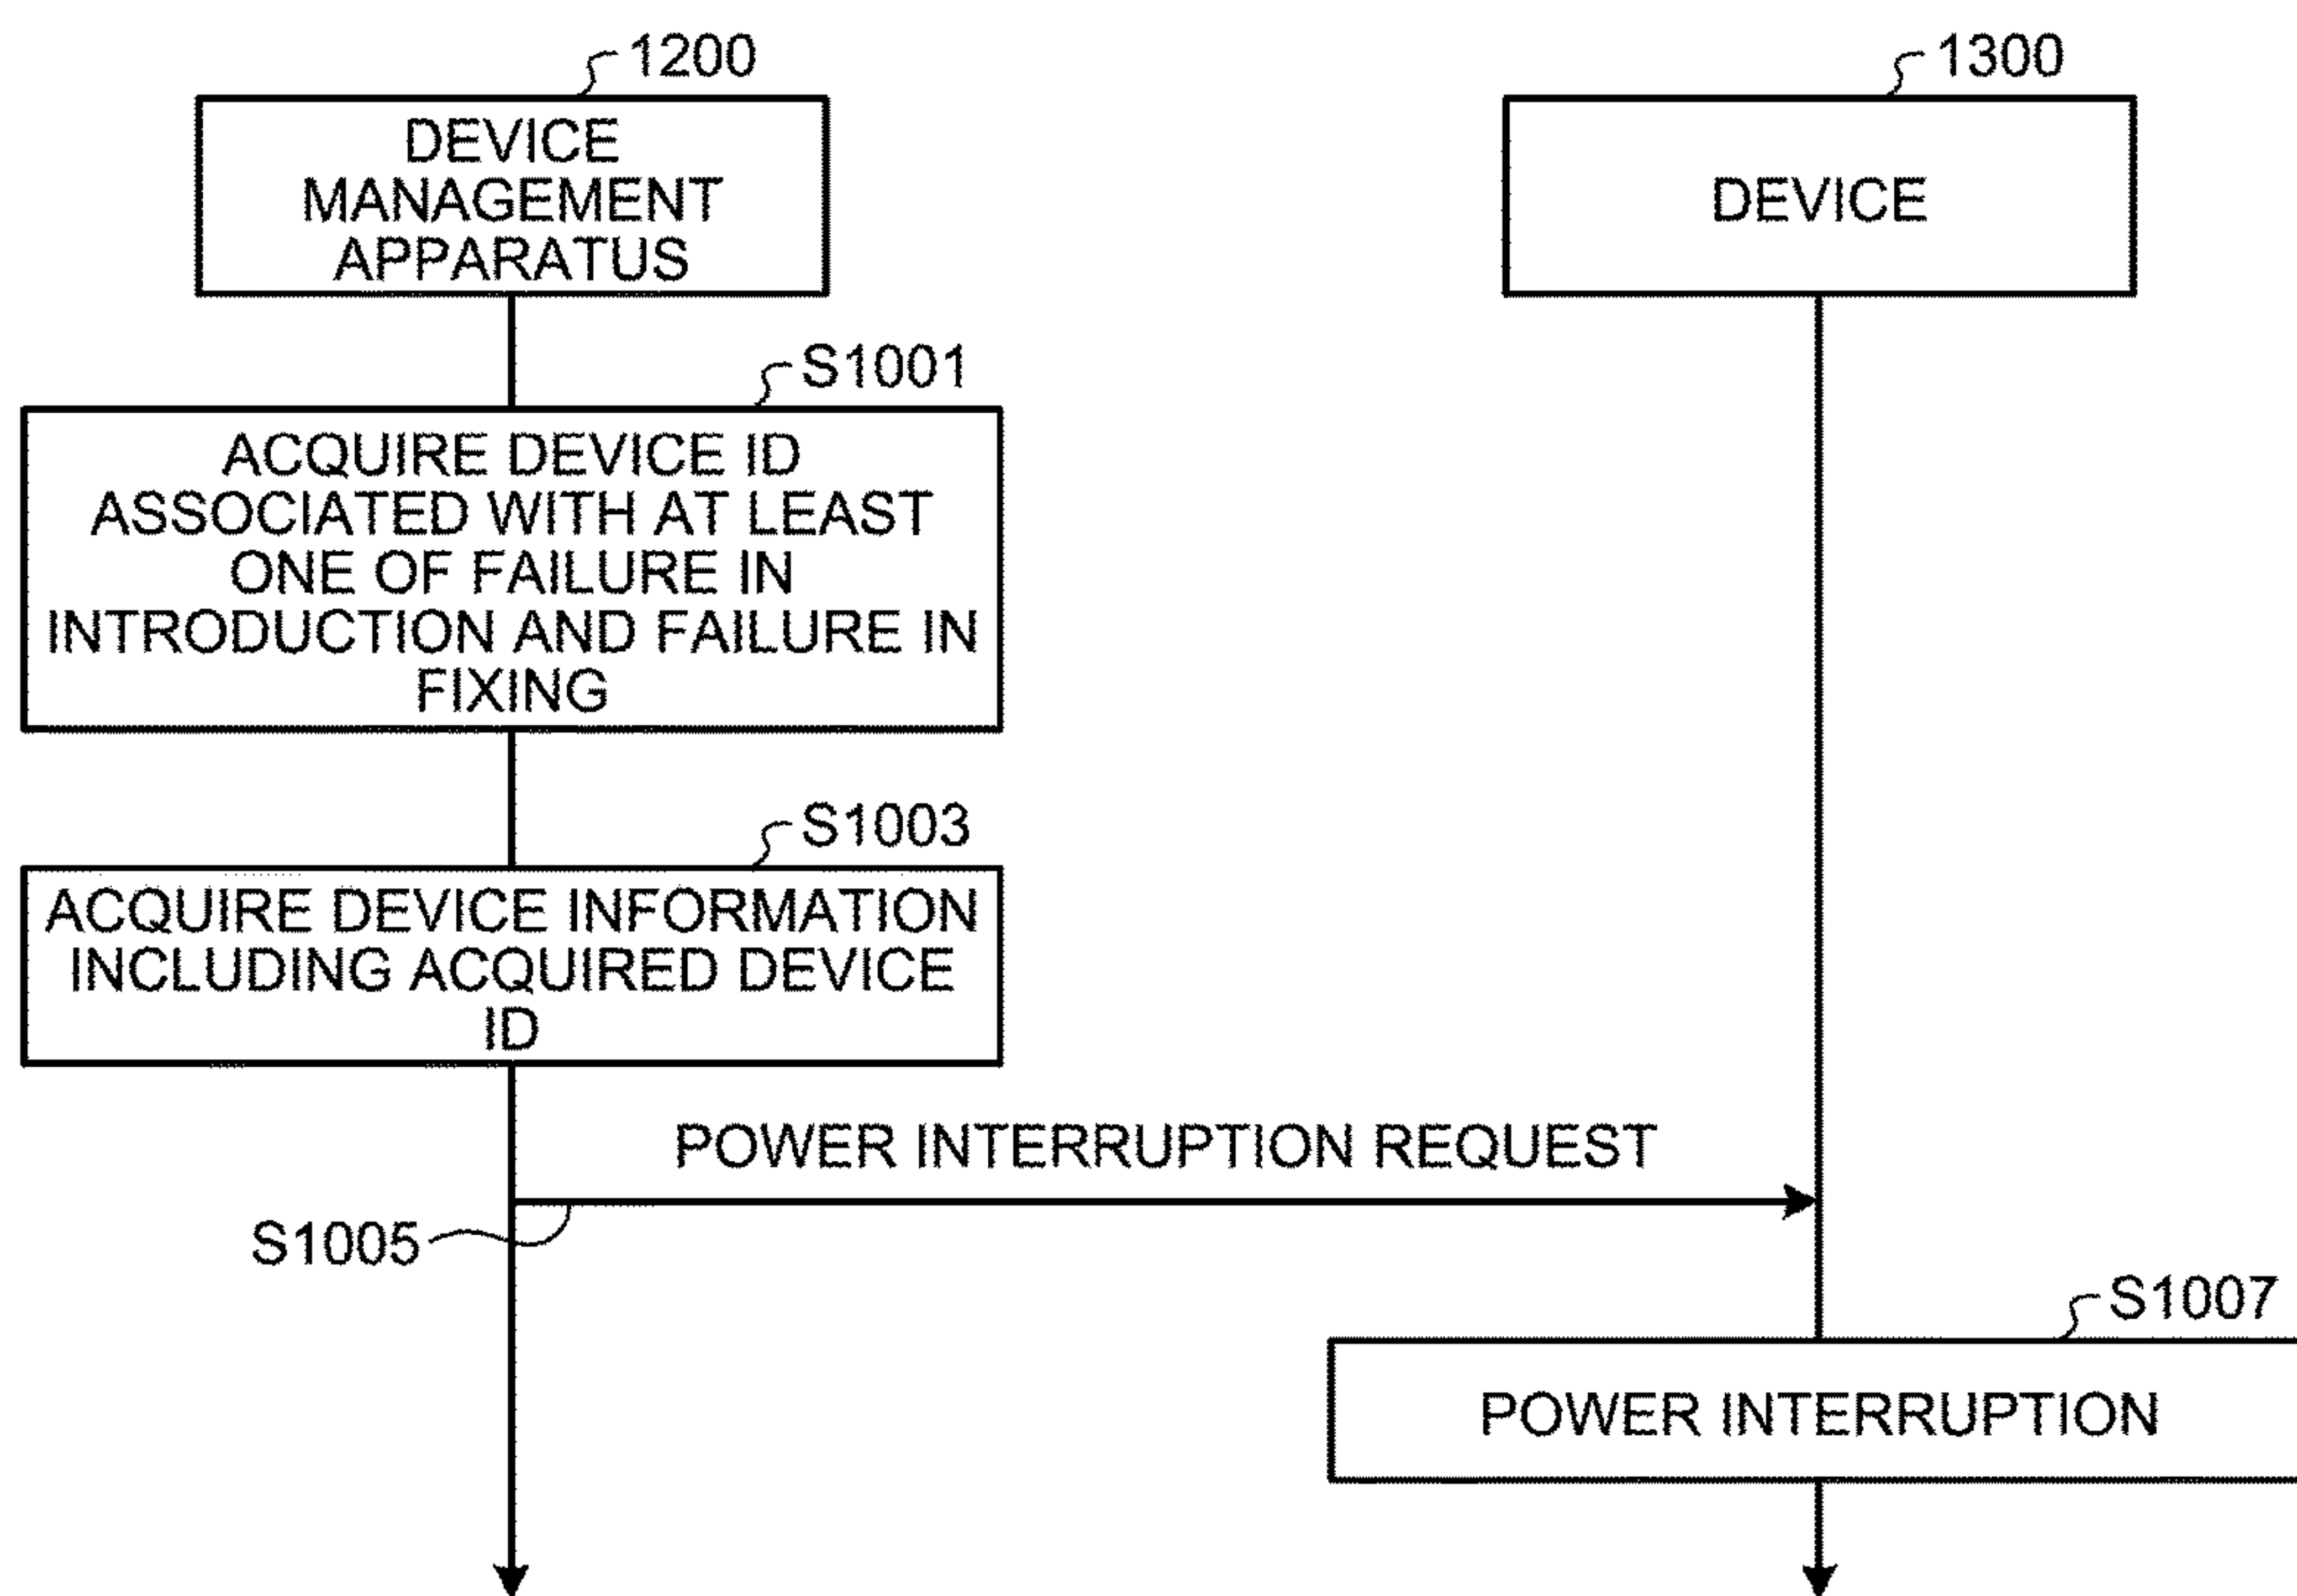 1200
1300
DEVICE
MANAGEMENT
APPARATUS
DEVICE
S1001
ACQUIRE DEVICE ID
ASSOCIATED WITH AT LEAST
ONE OF FAILURE IN
INTRODUCTION AND FAILURE IN
FIXING
S1003
ACQUIRE DEVICE INFORMATION
INCLUDING ACQUIRED DEVICE
ID
POWER INTERRUPTION REQUEST
S1005
S1007
POWER INTERRUPTION